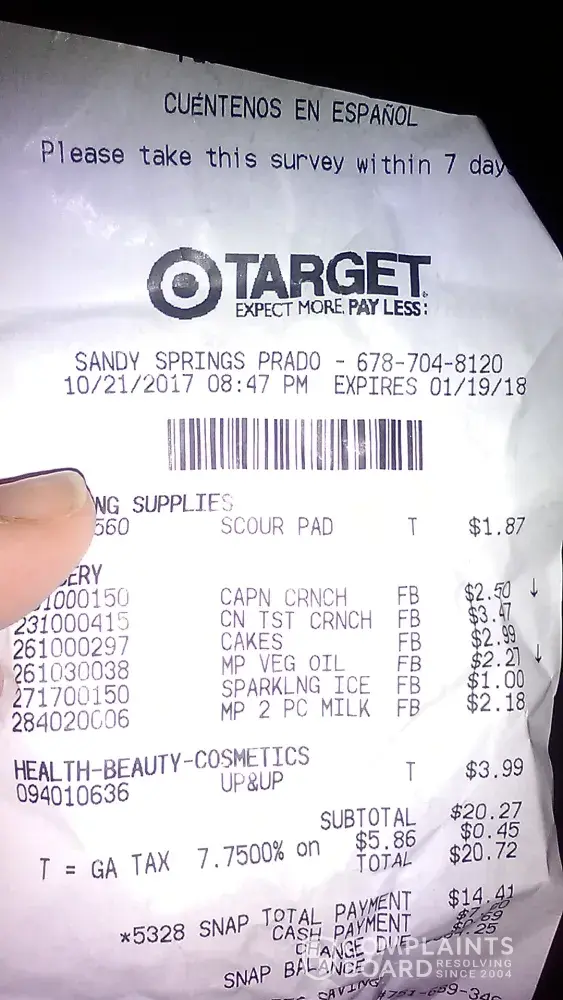 CUÉNTENOS EN ESPAÑOL
Please take this survey within 7 day
TARGET
EXPECT MORE. PAY LESS:
SANDY SPRINGS PRADO - 678-704-8120
10/21/2017 08:47 PM EXPIRES 01/19/18
NG SUPPLIES
560 SCOUR PAD T $1.87
ERY
1000150 CAPN CRNCH FB $2.50 ↓
231000415 CN TST CRNCH FB $3.47
261000297 CAKES FB $2.99
261030038 MP VEG OIL FB $2.27 ↓
271700150 SPARKLNG ICE FB $1.00
284020006 MP 2 PC MILK FB $2.18
HEALTH-BEAUTY-COSMETICS
094010636 UP&UP T $3.99
SUBTOTAL $20.27
T = GA TAX 7.7500% on $5.86 $0.45
TOTAL $20.72
*5328 SNAP TOTAL PAYMENT $14.41
CASH PAYMENT
CHANGE DUE
SNAP BALANCE
COMPLAINTS
BOARD RESOLVING
SINCE 2004